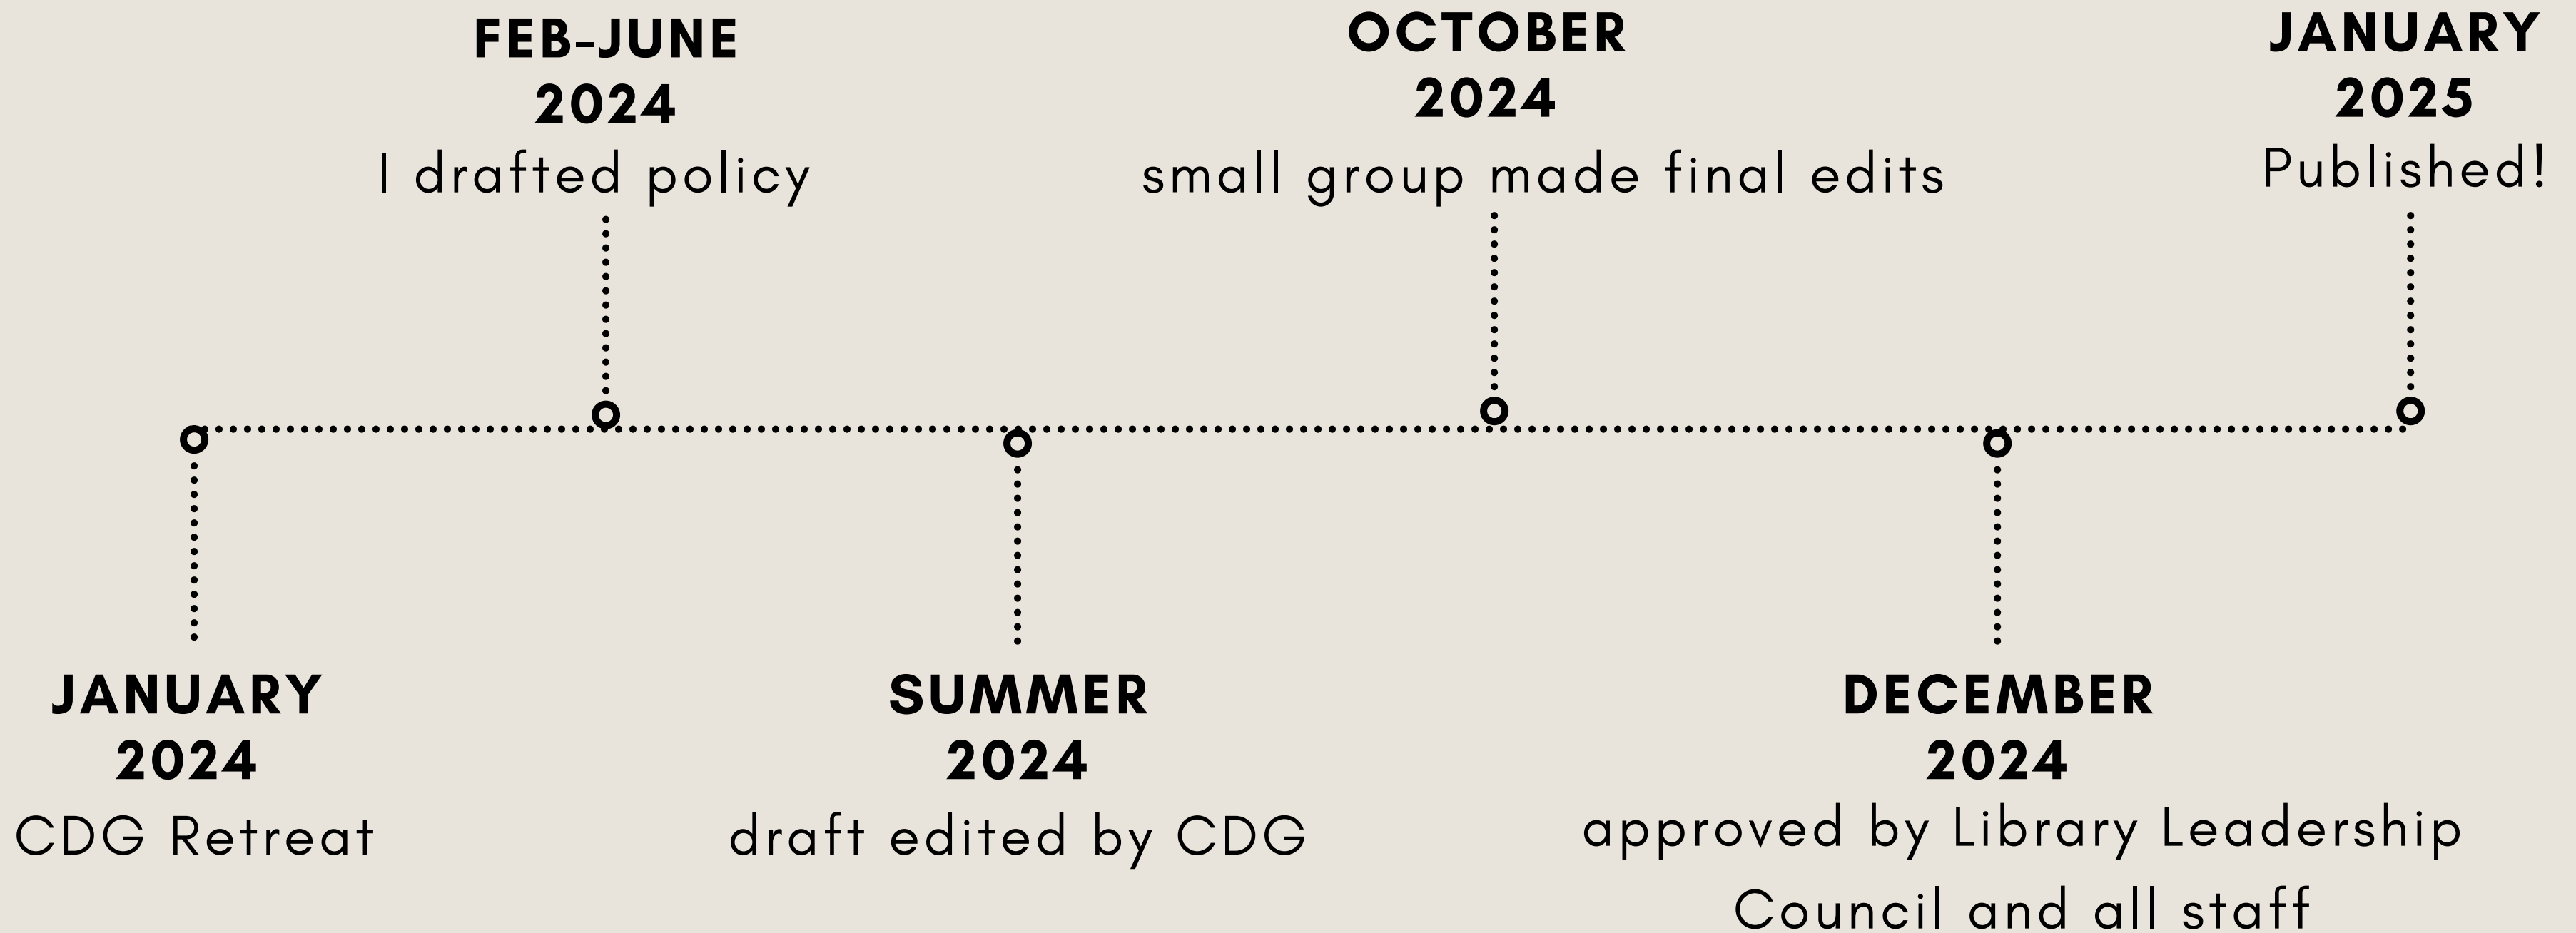 JANUARY
2024
CDG Retreat
FEB-JUNE
2024
I drafted policy
SUMMER
2024
draft edited by CDG
OCTOBER
2024
small group made final edits
DECEMBER
2024
approved by Library Leadership
Council and all staff
JANUARY
2025
Published!